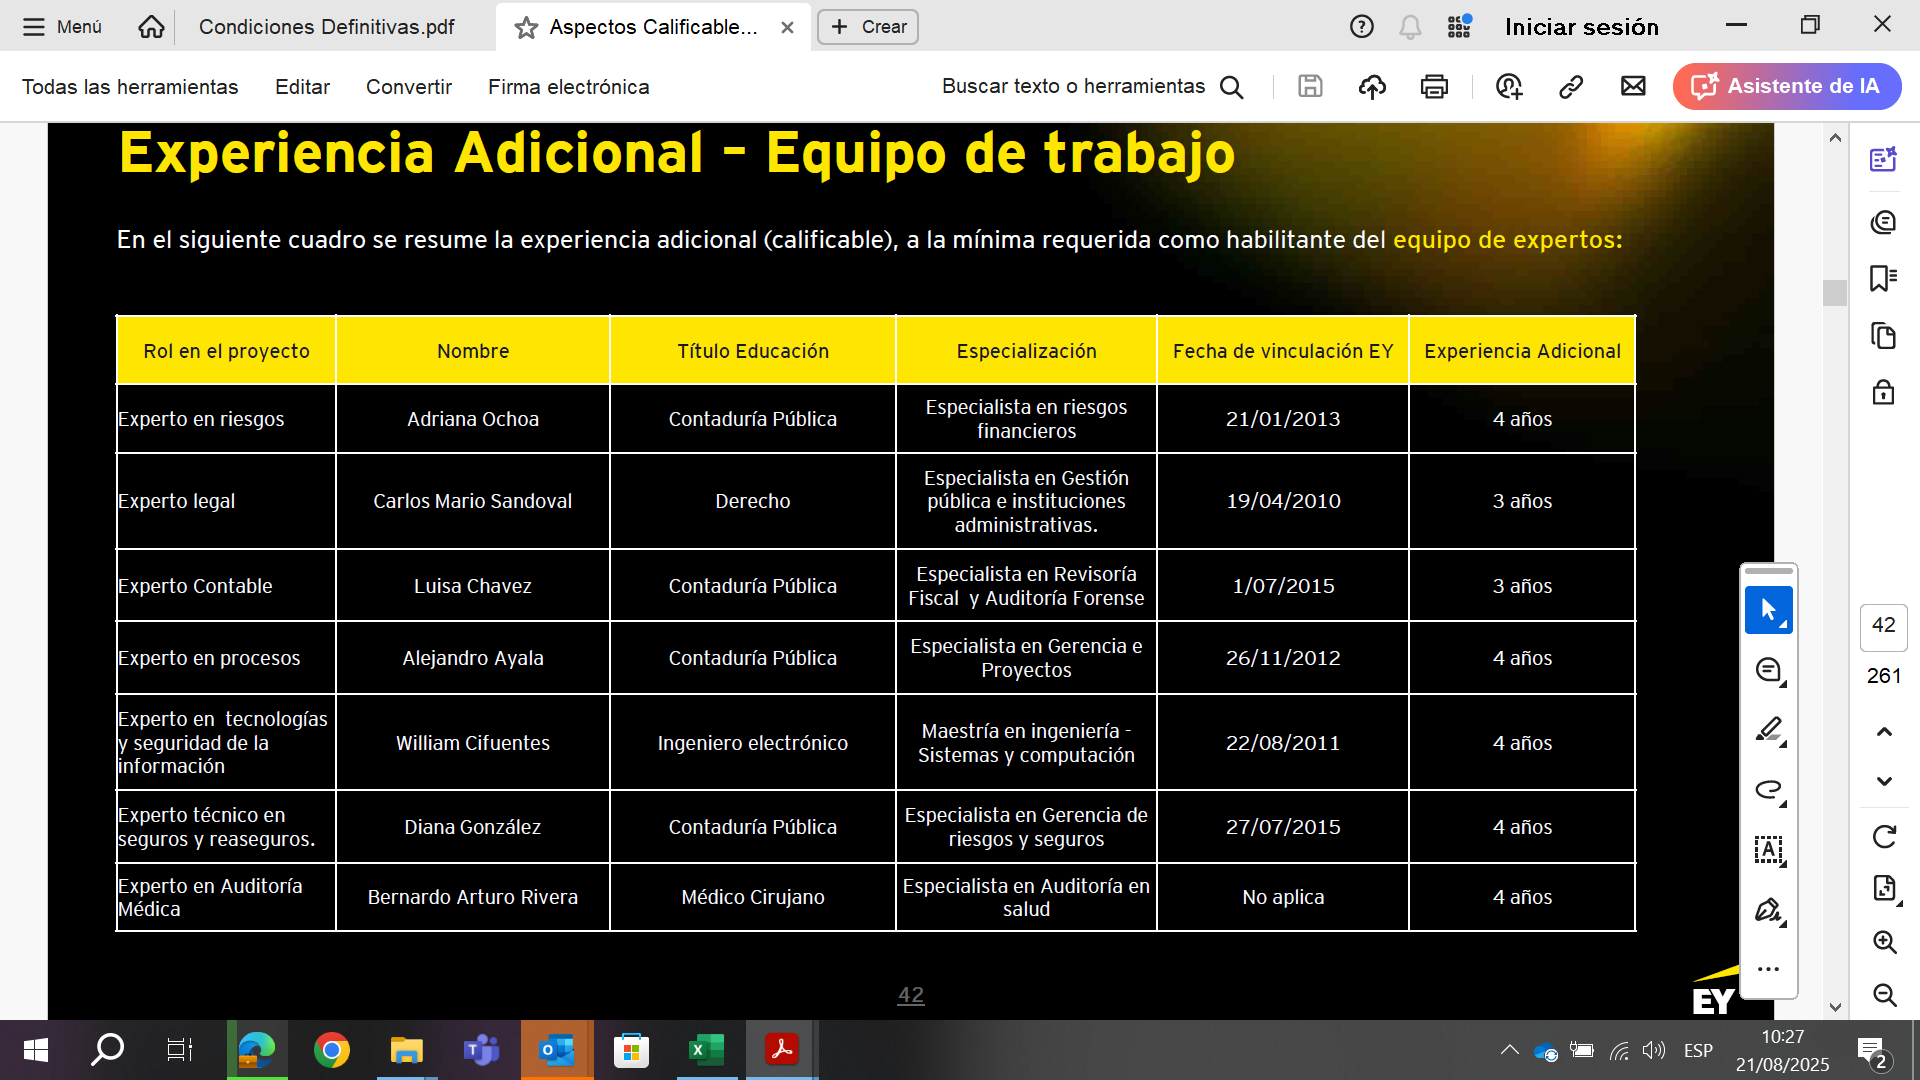 Menú
Condiciones Definitivas.pdf
Aspectos Calificable...
Crear
Iniciar sesión
Todas las herramientas
Editar
Convertir
Firma electrónica
Buscar texto o herramientas
Asistente de IA
Experiencia Adicional - Equipo de trabajo
En el siguiente cuadro se resume la experiencia adicional (calificable), a la mínima requerida como habilitante del equipo de expertos:
Rol en el proyecto
Nombre
Título Educación
Especialización
Fecha de vinculación EY
Experiencia Adicional
Experto en riesgos
Adriana Ochoa
Contaduría Pública
Especialista en riesgos
financieros
21/01/2013
4 años
Experto legal
Carlos Mario Sandoval
Derecho
Especialista en Gestión
pública e instituciones
administrativas.
19/04/2010
3 años
Experto Contable
Luisa Chavez
Contaduría Pública
Especialista en Revisoría
Fiscal y Auditoría Forense
1/07/2015
3 años
Experto en procesos
Alejandro Ayala
Contaduría Pública
Especialista en Gerencia e
Proyectos
26/11/2012
4 años
Experto en tecnologías
y seguridad de la
información
William Cifuentes
Ingeniero electrónico
Maestría en ingeniería -
Sistemas y computación
22/08/2011
4 años
Experto técnico en
seguros y reaseguros.
Diana González
Contaduría Pública
Especialista en Gerencia de
riesgos y seguros
27/07/2015
4 años
Experto en Auditoría
Médica
Bernardo Arturo Rivera
Médico Cirujano
Especialista en Auditoría en
salud
No aplica
4 años
42
EY
42
261
ESP
10:27
21/08/2025
2